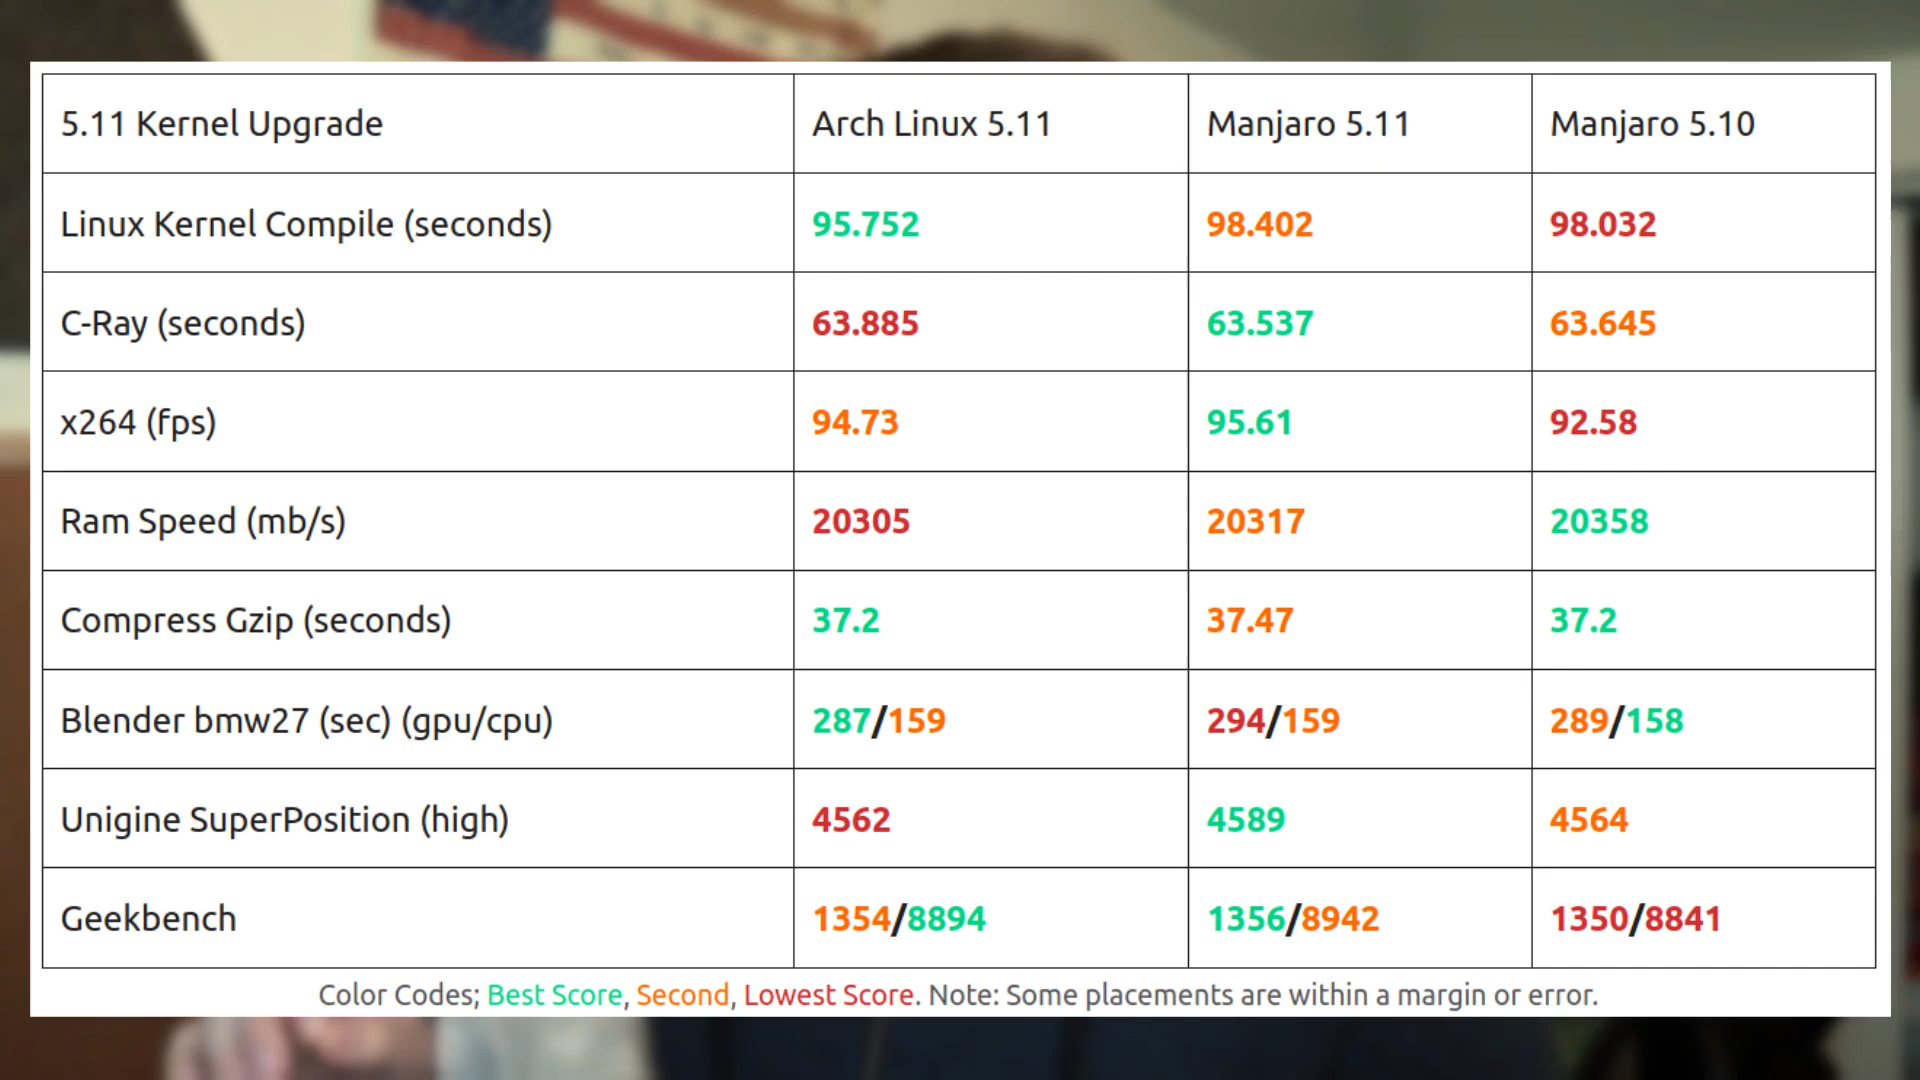 5.11 Kernel Upgrade Arch Linux 5.11 Manjaro 5.11 Manjaro 5.10
Linux Kernel Compile (seconds) 95.752 98.402 98.032
C-Ray (seconds) 63.885 63.537 63.645
x264 (fps) 94.73 95.61 92.58
Ram Speed (mb/s) 20305 20317 20358
Compress Gzip (seconds) 37.2 37.47 37.2
Blender bmw27 (sec) (gpu/cpu) 287/159 294/159 289/158
Unigine SuperPosition (high) 4562 4589 4564
Geekbench 1354/8894 1356/8942 1350/8841
Color Codes; Best Score, Second, Lowest Score. Note: Some placements are within a margin or error.